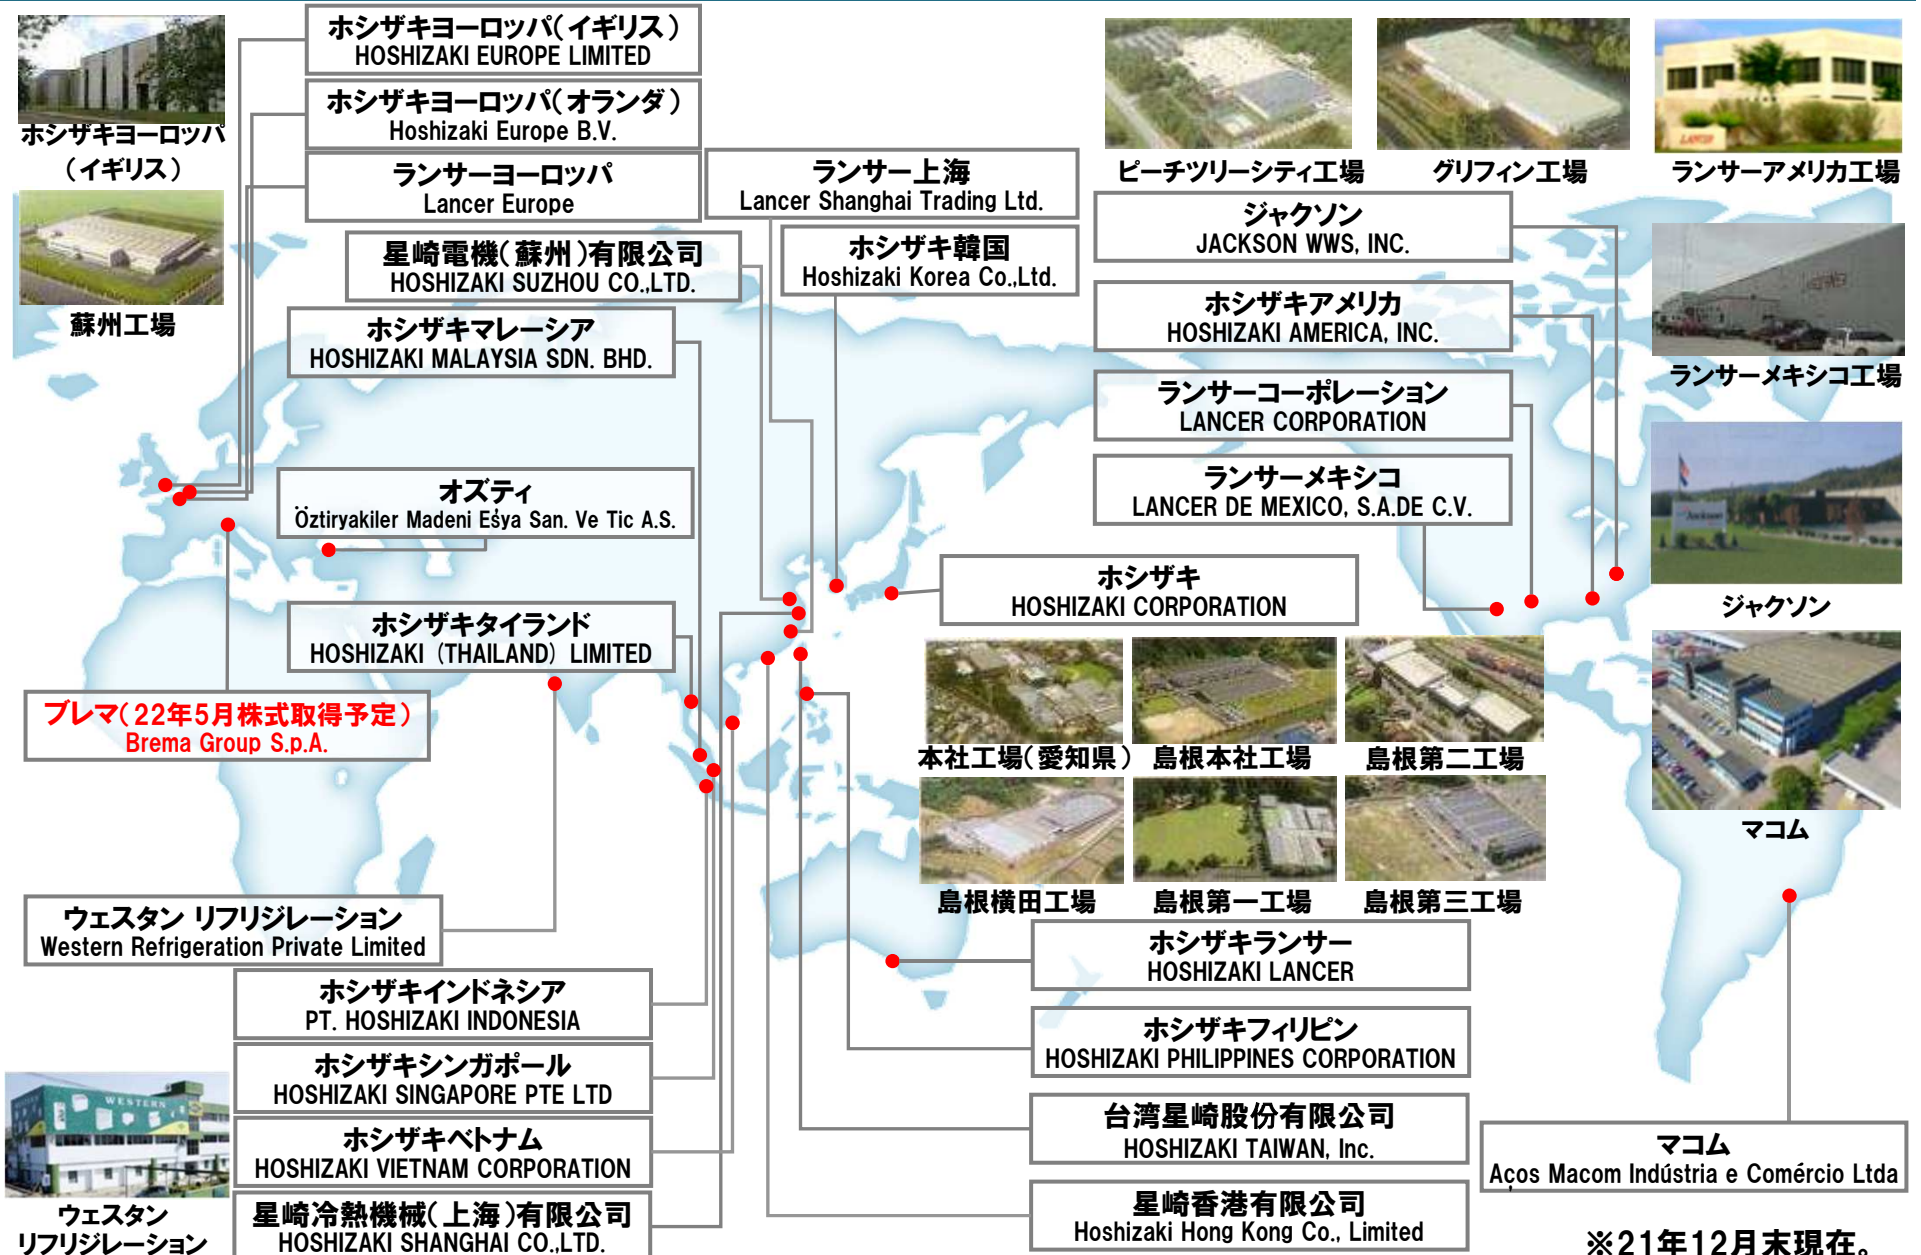 ホシザキヨーロッパ(イギリス)
HOSHIZAKI EUROPE LIMITED
ホシザキヨーロッパ(オランダ)
Hoshizaki Europe B.V.
ランサーヨーロッパ
Lancer Europe
ホシザキヨーロッパ
(イギリス)
蘇州工場
ランサー上海
Lancer Shanghai Trading Ltd.
星崎電機(蘇州)有限公司
HOSHIZAKI SUZHOU CO.,LTD.
ホシザキ韓国
Hoshizaki Korea Co.,Ltd.
ホシザキマレーシア
HOSHIZAKI MALAYSIA SDN. BHD.
ピーチツリーシティ工場
グリフィン工場
LANCER
ランサーアメリカ工場
ジャクソン
JACKSON WWS, INC.
ホシザキアメリカ
HOSHIZAKI AMERICA, INC.
ランサーコーポレーション
LANCER CORPORATION
ランサーメキシコ
LANCER DE MEXICO, S.A.DE C.V.
ランサーメキシコ工場
Jackson
ジャクソン
オズティ
Öztiryakiler Madeni Eşya San. Ve Tic A.S.
ホシザキ
HOSHIZAKI CORPORATION
ホシザキタイランド
HOSHIZAKI (THAILAND) LIMITED
ブレマ(22年5月株式取得予定)
Brema Group S.p.A.
本社工場(愛知県)
島根本社工場
島根第二工場
島根横田工場
島根第一工場
島根第三工場
マコム
ウェスタン リフリジレーション
Western Refrigeration Private Limited
ホシザキランサー
HOSHIZAKI LANCER
ホシザキインドネシア
PT. HOSHIZAKI INDONESIA
ホシザキフィリピン
HOSHIZAKI PHILIPPINES CORPORATION
ホシザキシンガポール
HOSHIZAKI SINGAPORE PTE LTD
台湾星崎股份有限公司
HOSHIZAKI TAIWAN, Inc.
ホシザキベトナム
HOSHIZAKI VIETNAM CORPORATION
マコム
Aços Macom Indústria e Comércio Ltda
星崎香港有限公司
Hoshizaki Hong Kong Co., Limited
星崎冷熱機械(上海)有限公司
HOSHIZAKI SHANGHAI CO.,LTD.
WESTERN
ウェスタン
リフリジレーション
※21年12月末現在。